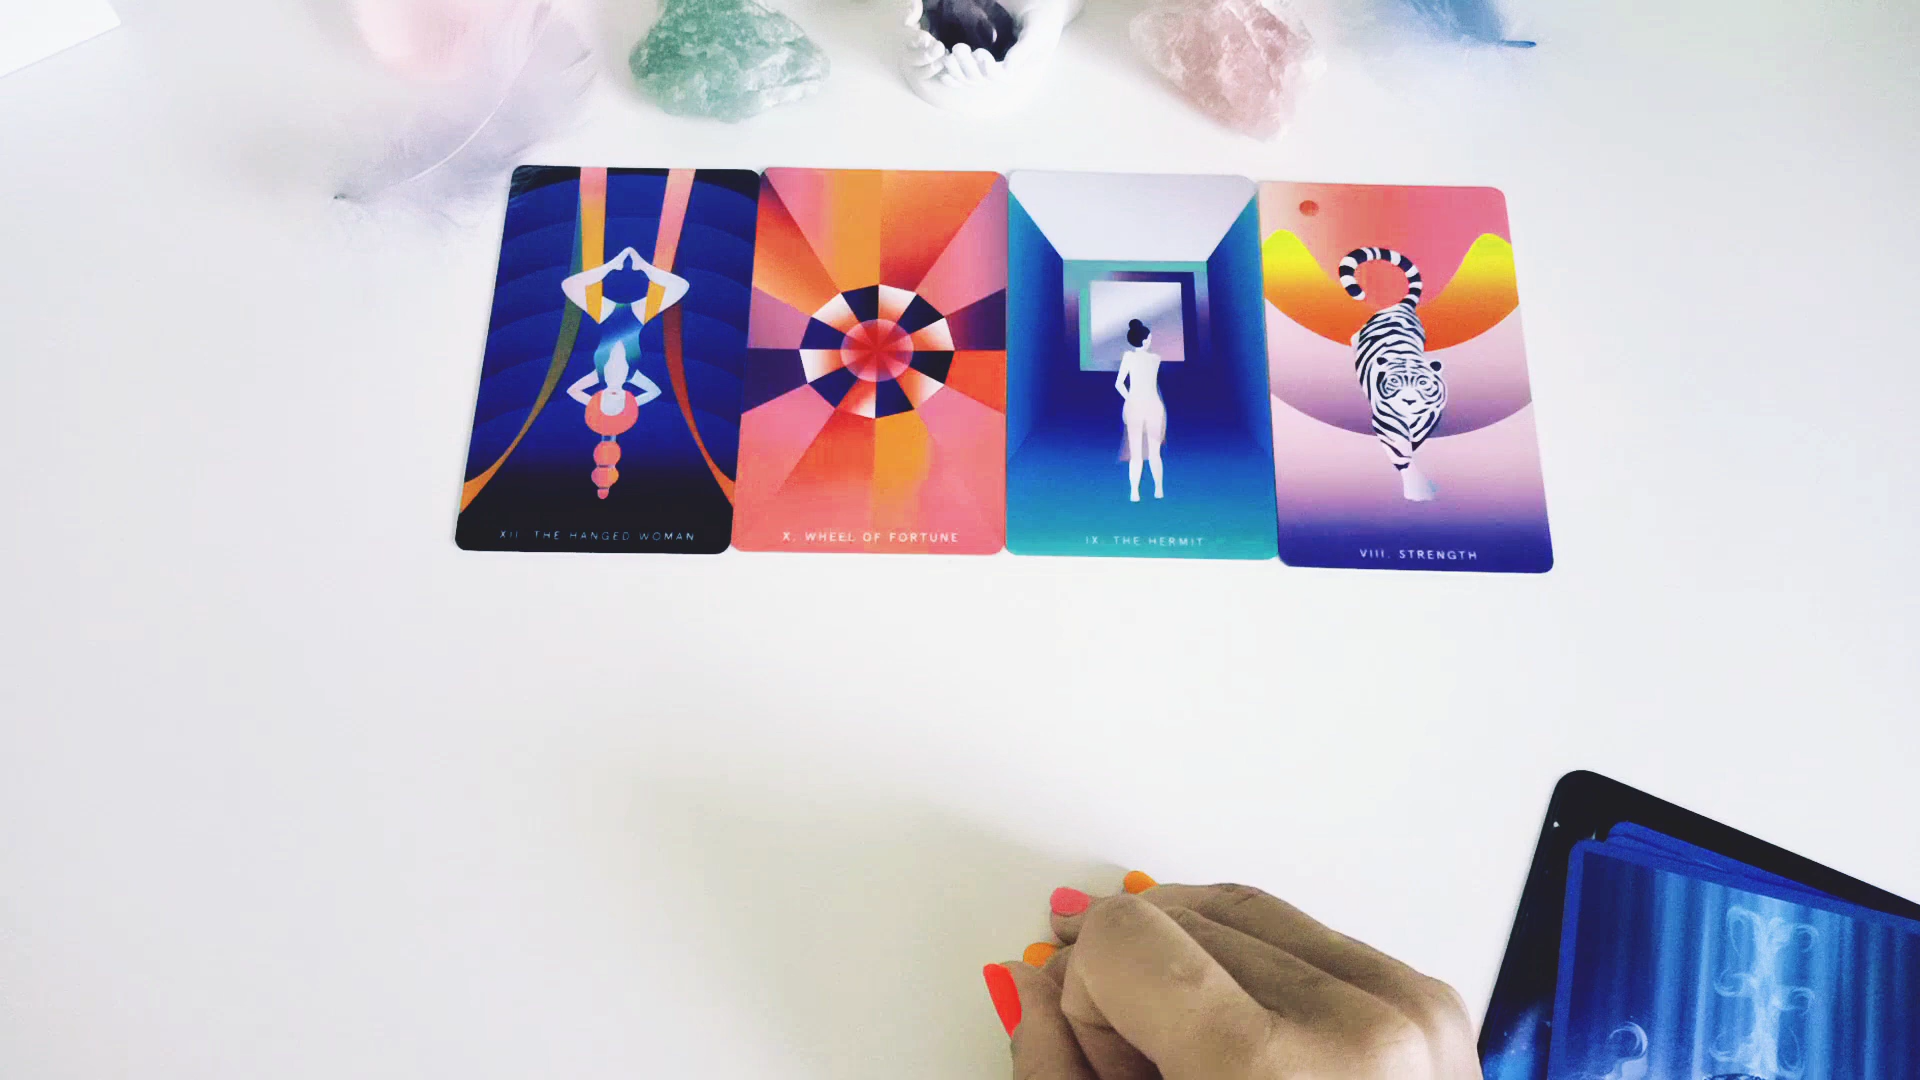 XII. THE HANGED WOMAN
X. WHEEL OF FORTUNE
IX. THE HERMIT
VIII. STRENGTH